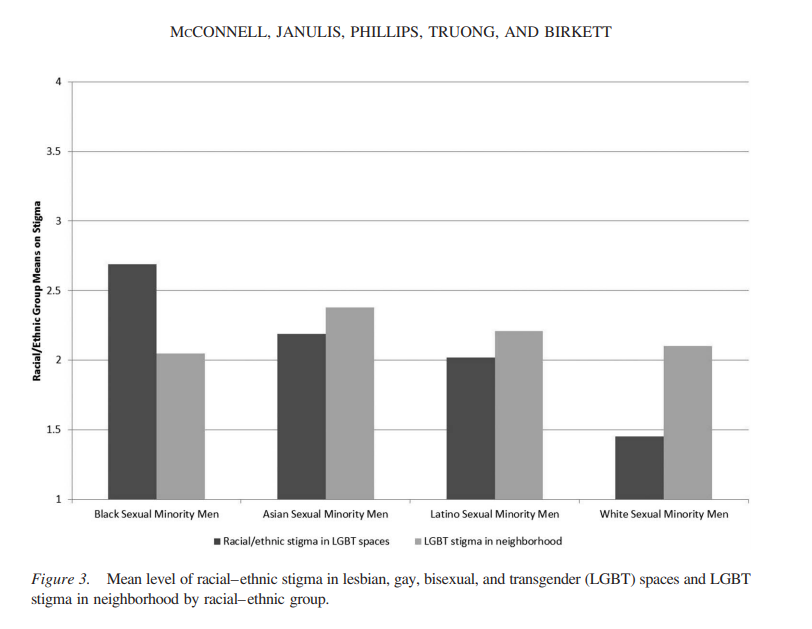 McCONNELL, JANULIS, PHILLIPS, TRUONG, AND BIRKETT
4
3.5
3
2.5
2
1.5
1
Racial/Ethnic Group Means on Stigma
Black Sexual Minority Men
Asian Sexual Minority Men
Latino Sexual Minority Men
White Sexual Minority Men
Racial/ethnic stigma in LGBT spaces
LGBT stigma in neighborhood
Figure 3. Mean level of racial–ethnic stigma in lesbian, gay, bisexual, and transgender (LGBT) spaces and LGBT
stigma in neighborhood by racial–ethnic group.